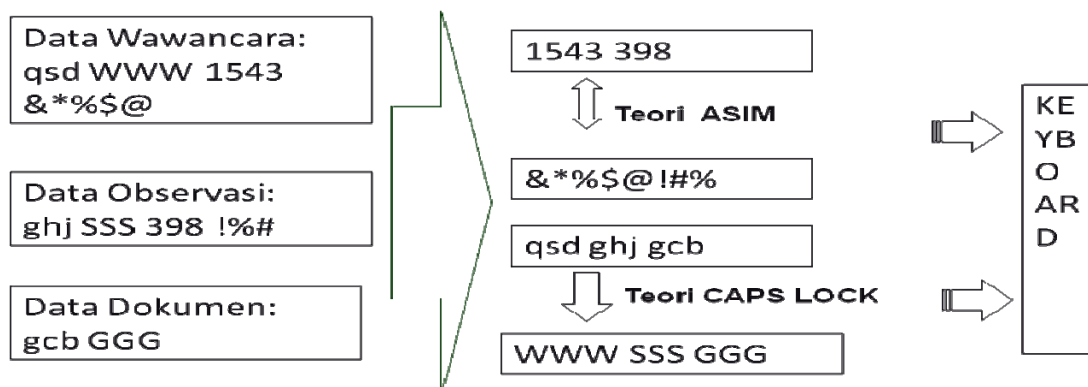 Data Wawancara:
qsd WWW 1543
&*%$@
Data Observasi:
ghj SSS 398 !%#
Data Dokumen:
gcb GGG
1543 398
Teori ASIM
&*%$@!#%
qsd ghj gcb
Teori CAPS LOCK
WWW SSS GGG
KE
YB
O
AR
D